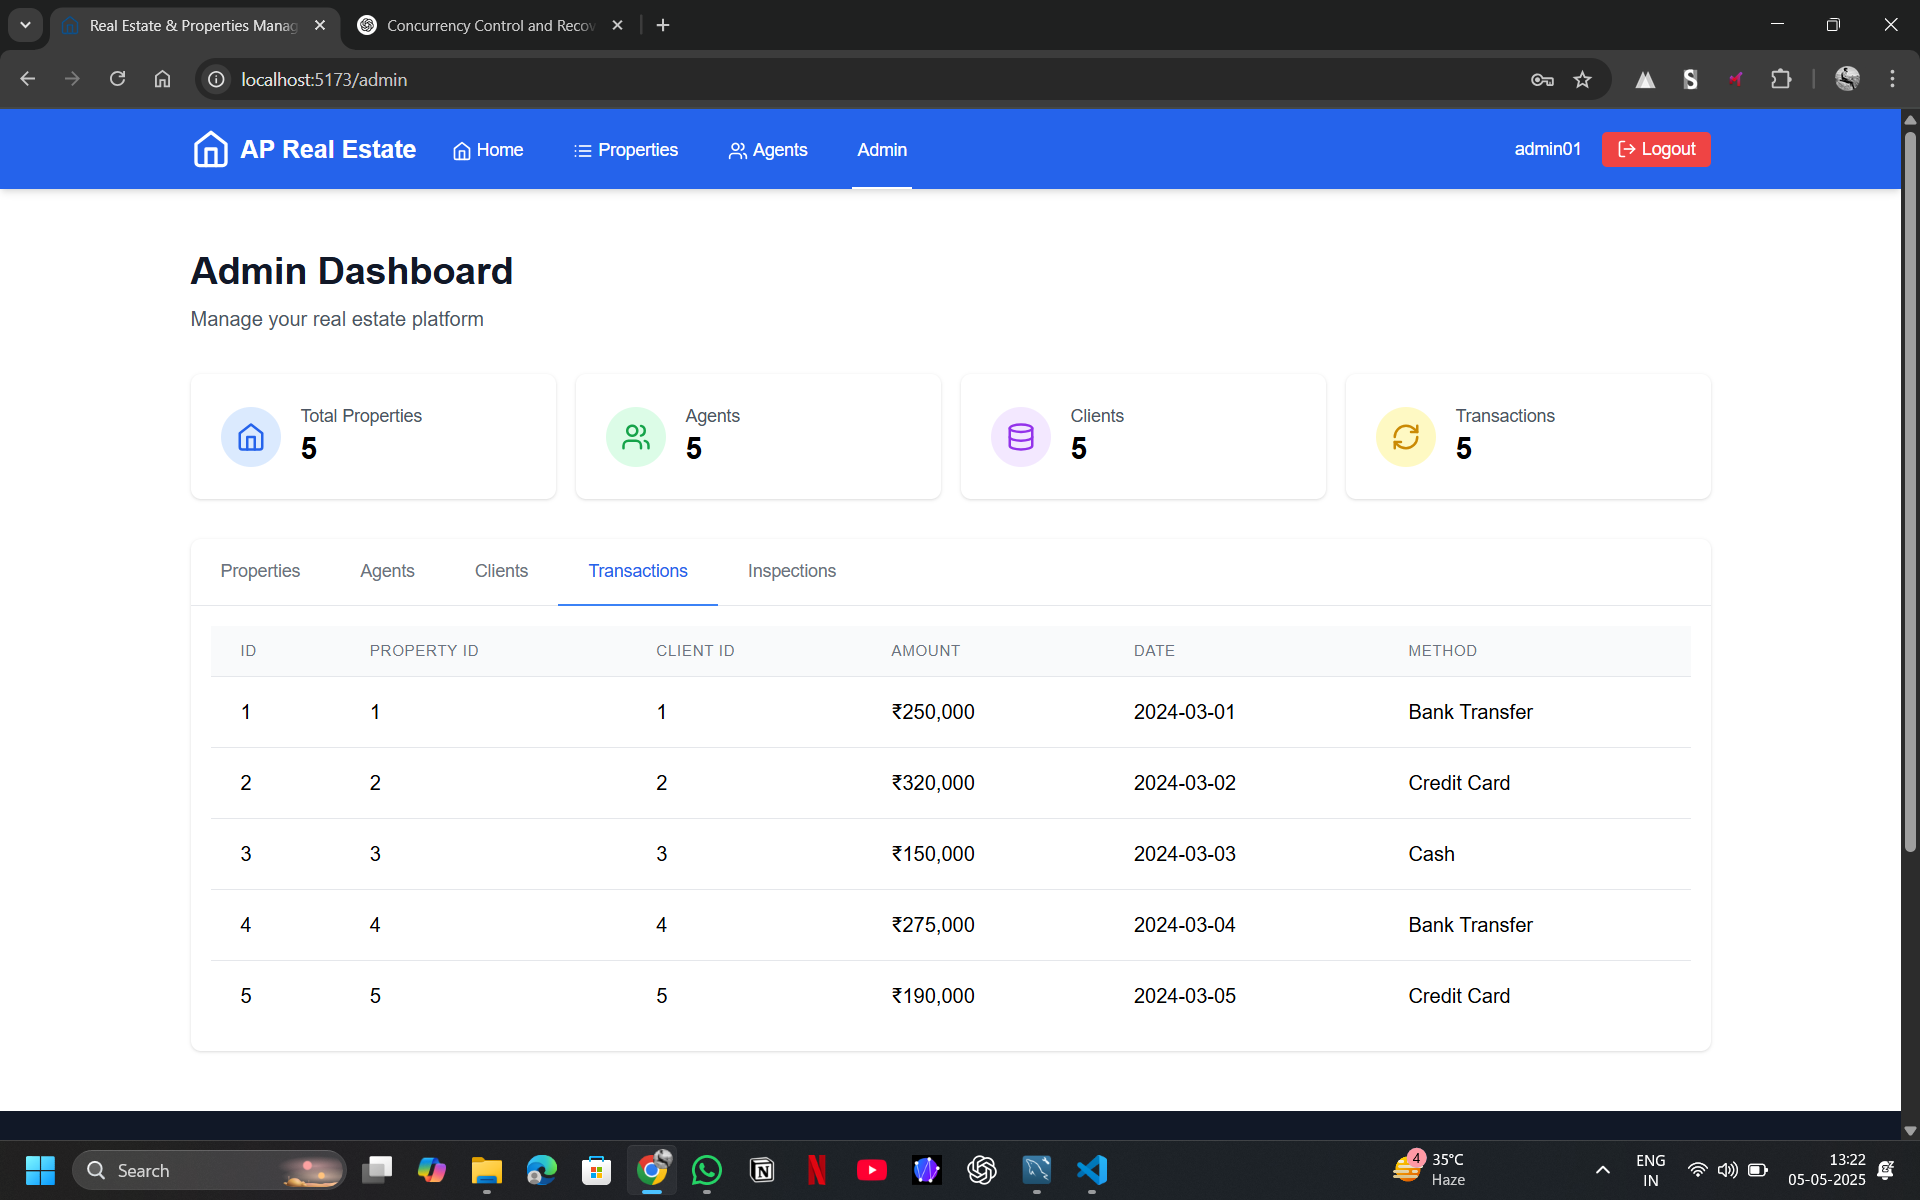 Real Estate & Properties Manag
Concurrency Control and Recov
localhost:5173/admin
AP Real Estate
Home
Properties
Agents
Admin
admin01
Logout
Admin Dashboard
Manage your real estate platform
Total Properties
5
Agents
5
Clients
5
Transactions
5
Properties
Agents
Clients
Transactions
Inspections
ID PROPERTY ID CLIENT ID AMOUNT DATE METHOD
1 1 1 ₹250,000 2024-03-01 Bank Transfer
2 2 2 ₹320,000 2024-03-02 Credit Card
3 3 3 ₹150,000 2024-03-03 Cash
4 4 4 ₹275,000 2024-03-04 Bank Transfer
5 5 5 ₹190,000 2024-03-05 Credit Card
Search
4
35°C
Haze
ENG
IN
13:22
05-05-2025